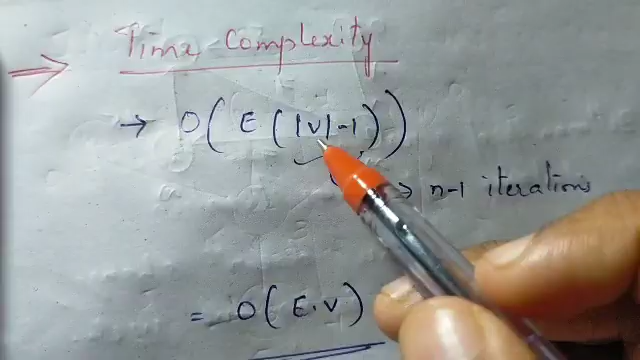 → Time Complexity
→ O( E ( |V|-1 ) )
→ n-1 iterations
= O( E.V )